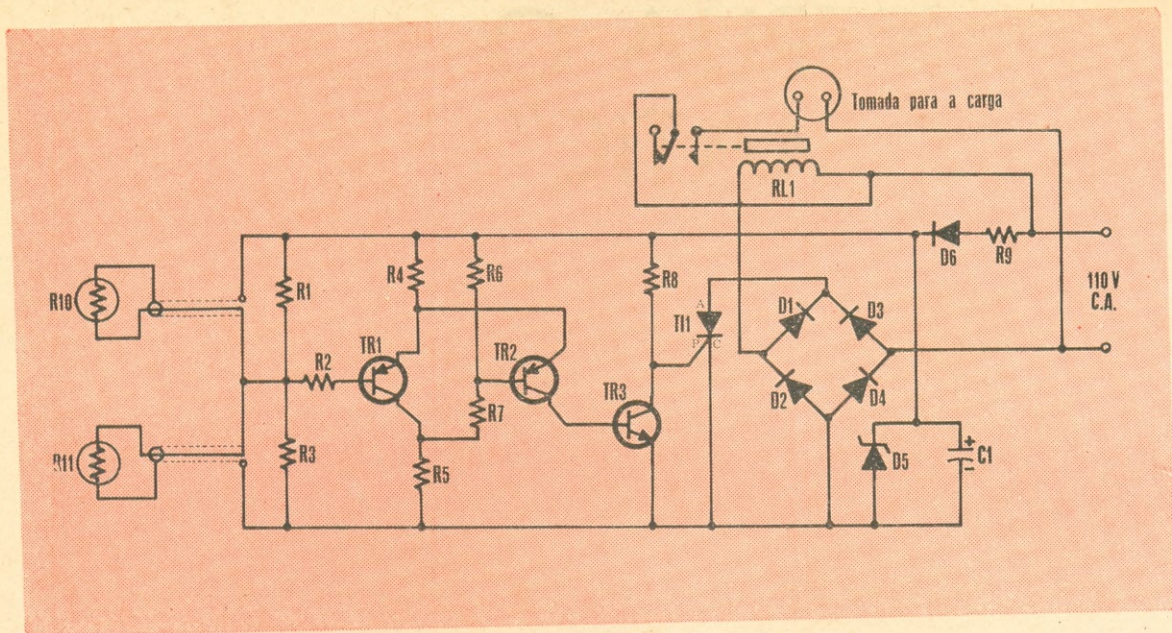 Tomada para a carga
RL1
R10
R1
R4
R6
R8
D6
R9
110 V
C.A.
A
TI1
P
C
D1
D3
TR1
TR2
R2
R7
TR3
D2
D4
R11
R3
R5
D5
+
C1
-